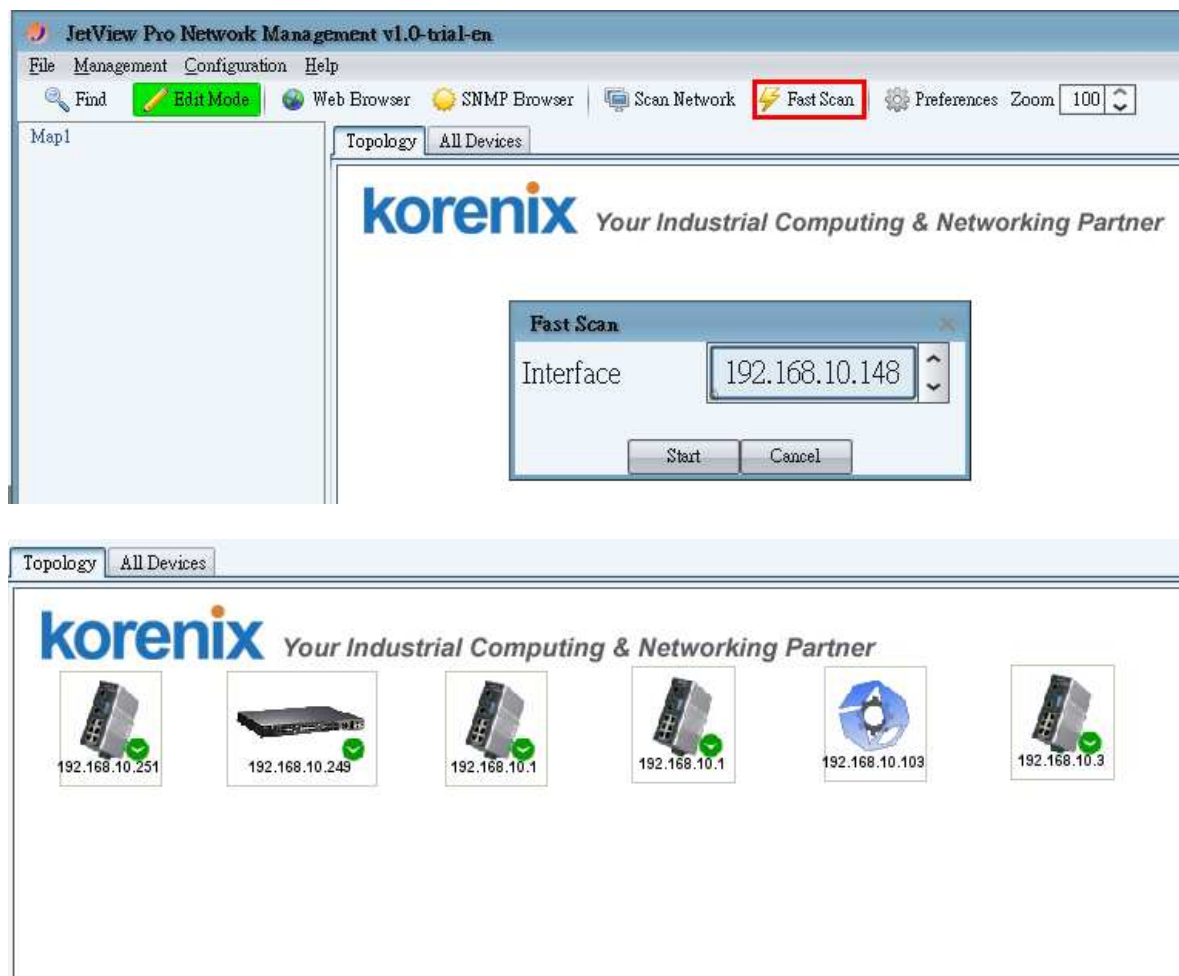 JetView Pro Network Management v1.0-trial-en
File Management Configuration Help
Find Edit Mode Web Browser SNMP Browser Scan Network Fast Scan Preferences Zoom 100
Map1
Topology All Devices
korenix Your Industrial Computing & Networking Partner
Fast Scan
Interface 192.168.10.148
Start Cancel
Topology All Devices
korenix Your Industrial Computing & Networking Partner
192.168.10.251 192.168.10.249 192.168.10.1 192.168.10.1 192.168.10.103 192.168.10.3